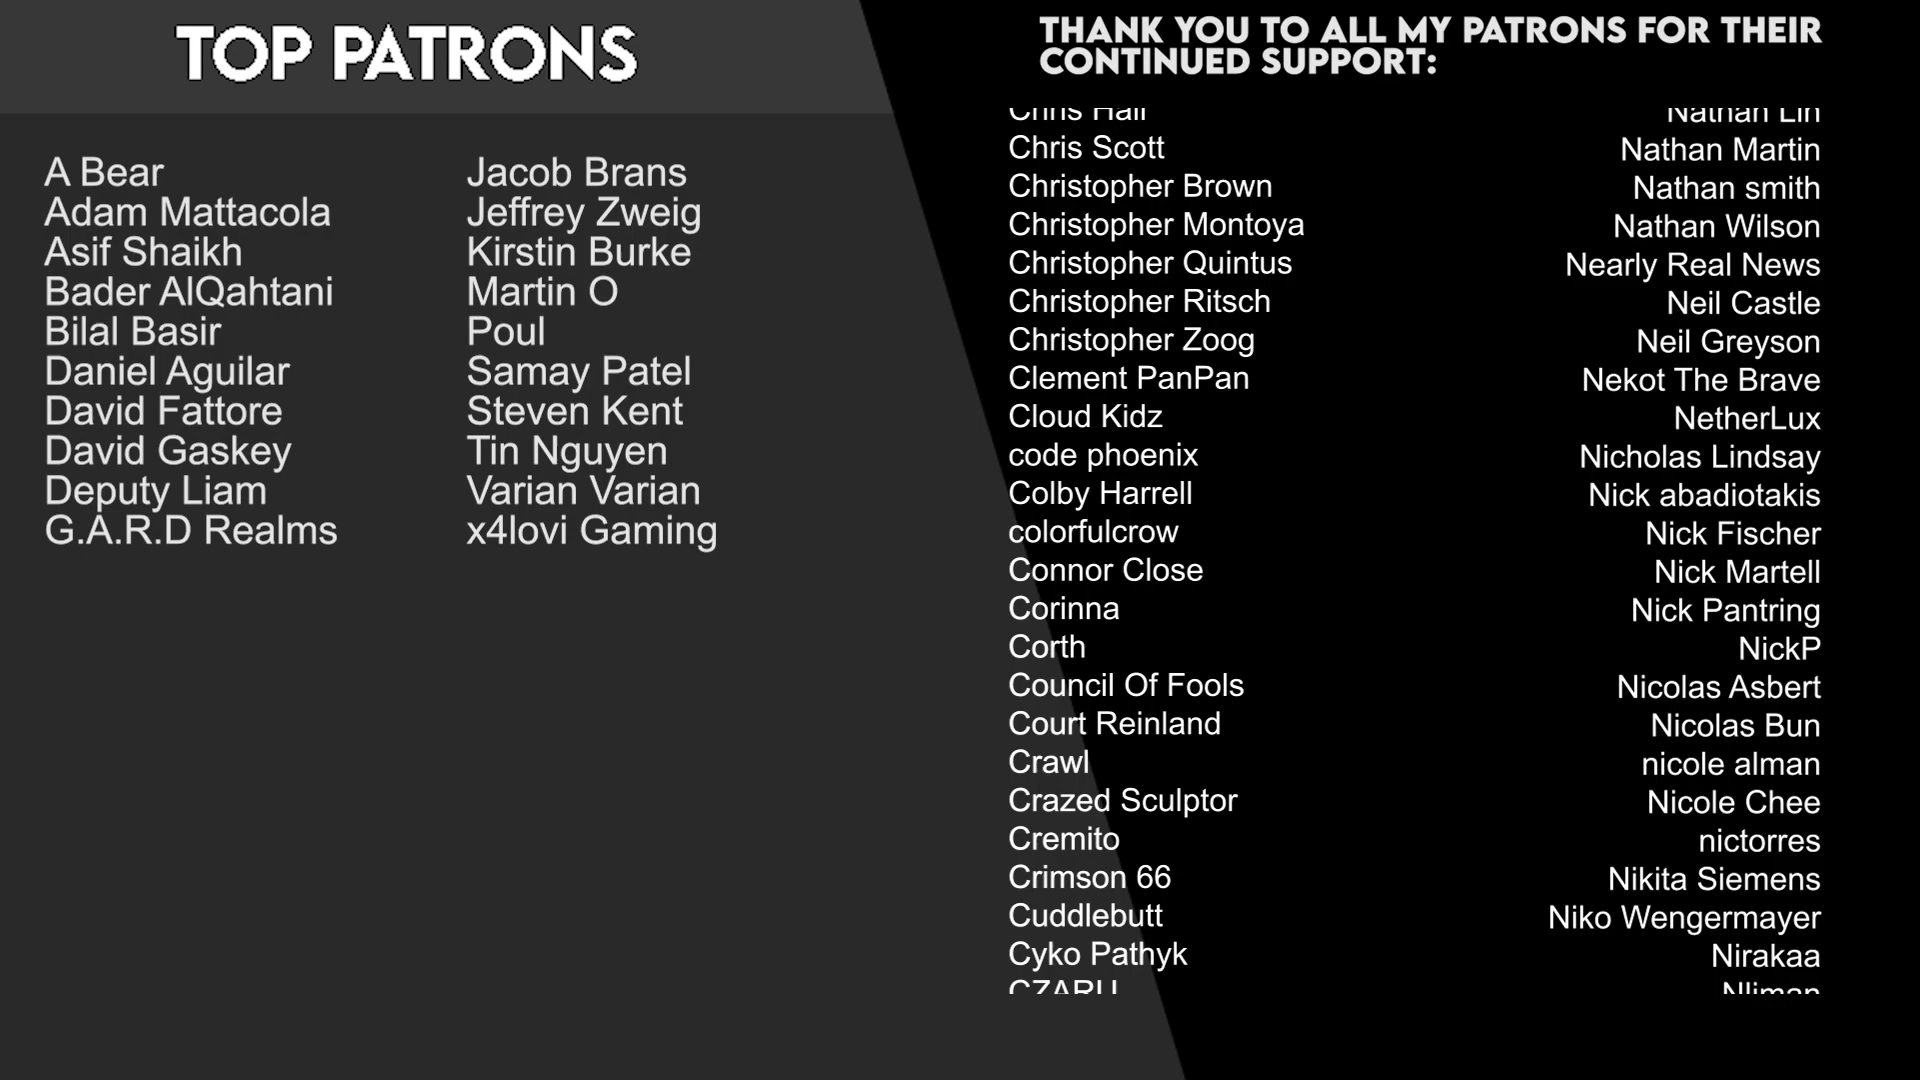 TOP PATRONS
A Bear
Adam Mattacola
Asif Shaikh
Bader AlQahtani
Bilal Basir
Daniel Aguilar
David Fattore
David Gaskey
Deputy Liam
G.A.R.D Realms
Jacob Brans
Jeffrey Zweig
Kirstin Burke
Martin O
Poul
Samay Patel
Steven Kent
Tin Nguyen
Varian Varian
x4lovi Gaming
THANK YOU TO ALL MY PATRONS FOR THEIR
CONTINUED SUPPORT:
Chris Hall
Chris Scott
Christopher Brown
Christopher Montoya
Christopher Quintus
Christopher Ritsch
Christopher Zoog
Clement PanPan
Cloud Kidz
code phoenix
Colby Harrell
colorfulcrow
Connor Close
Corinna
Corth
Council Of Fools
Court Reinland
Crawl
Crazed Sculptor
Cremito
Crimson 66
Cuddlebutt
Cyko Pathyk
Nathan Lin
Nathan Martin
Nathan smith
Nathan Wilson
Nearly Real News
Neil Castle
Neil Greyson
Nekot The Brave
NetherLux
Nicholas Lindsay
Nick abadiotakis
Nick Fischer
Nick Martell
Nick Pantring
NickP
Nicolas Asbert
Nicolas Bun
nicole alman
Nicole Chee
nictorres
Nikita Siemens
Niko Wengermayer
Nirakaa